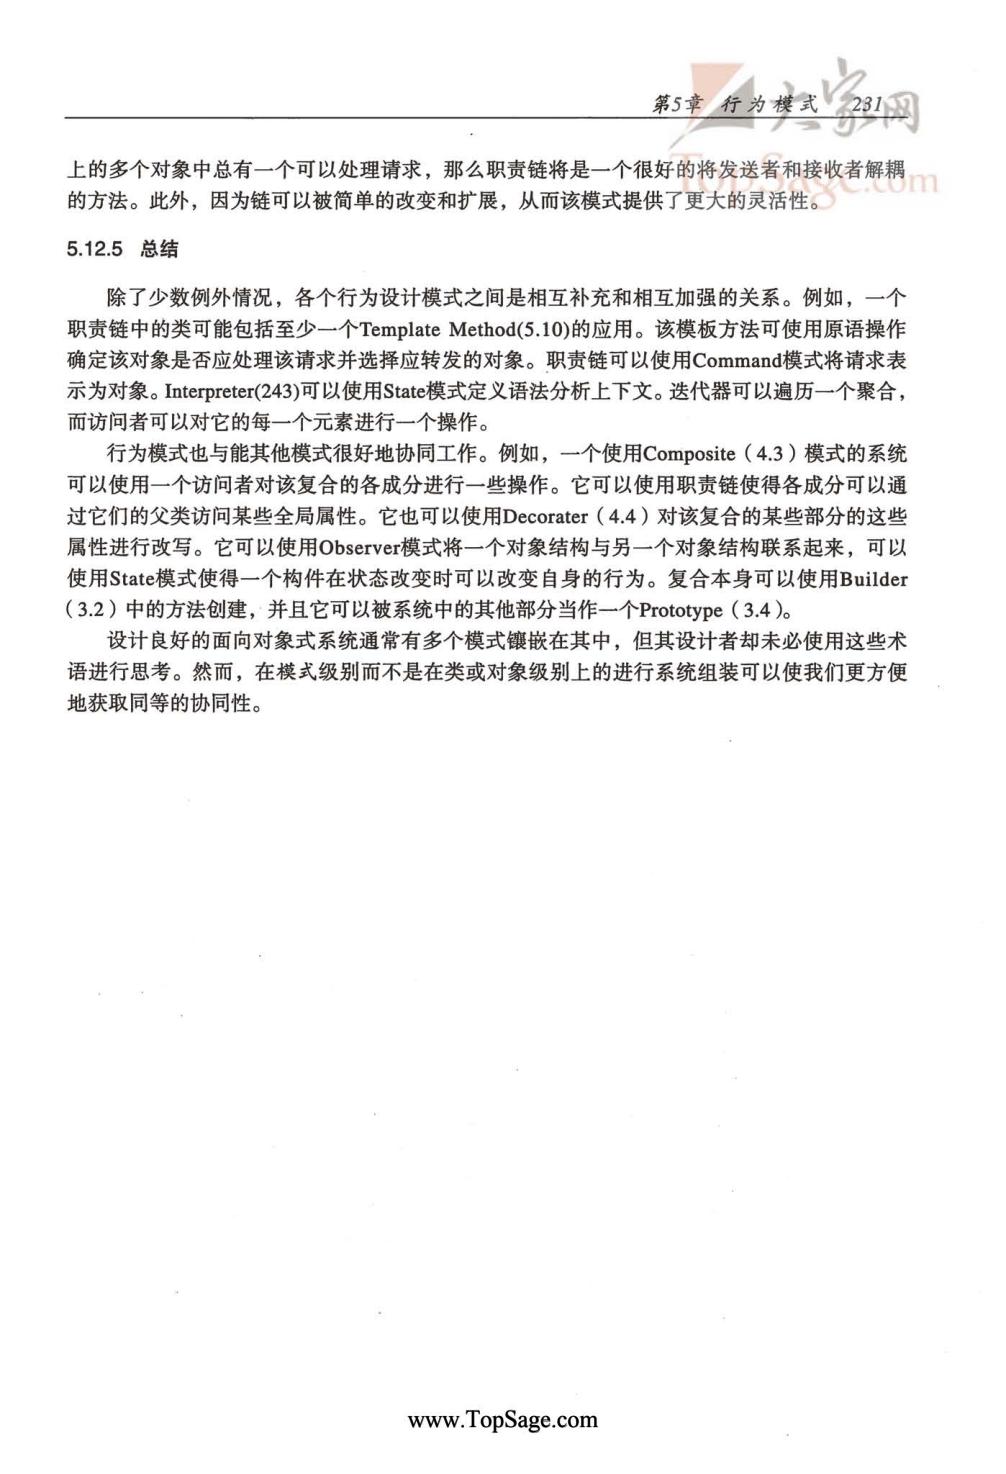 第5章 行为模式 231
大家网
TopSage.com
上的多个对象中总有一个可以处理请求，那么职责链将是一个很好的将发送者和接收者解耦
的方法。此外，因为链可以被简单的改变和扩展，从而该模式提供了更大的灵活性。
5.12.5 总结
除了少数例外情况，各个行为设计模式之间是相互补充和相互加强的关系。例如，一个
职责链中的类可能包括至少一个Template Method(5.10)的应用。该模板方法可使用原语操作
确定该对象是否应处理该请求并选择应转发的对象。职责链可以使用Command模式将请求表
示为对象。Interpreter(243)可以使用State模式定义语法分析上下文。迭代器可以遍历一个聚合，
而访问者可以对它的每一个元素进行一个操作。
行为模式也与能其他模式很好地协同工作。例如，一个使用Composite（4.3）模式的系统
可以使用一个访问者对该复合的各成分进行一些操作。它可以使用职责链使得各成分可以通
过它们的父类访问某些全局属性。它也可以使用Decorater（4.4）对该复合的某些部分的这些
属性进行改写。它可以使用Observer模式将一个对象结构与另一个对象结构联系起来，可以
使用State模式使得一个构件在状态改变时可以改变自身的行为。复合本身可以使用Builder
（3.2）中的方法创建，并且它可以被系统中的其他部分当作一个Prototype（3.4）。
设计良好的面向对象式系统通常有多个模式镶嵌在其中，但其设计者却未必使用这些术
语进行思考。然而，在模式级别而不是在类或对象级别上的进行系统组装可以使我们更方便
地获取同等的协同性。
www.TopSage.com